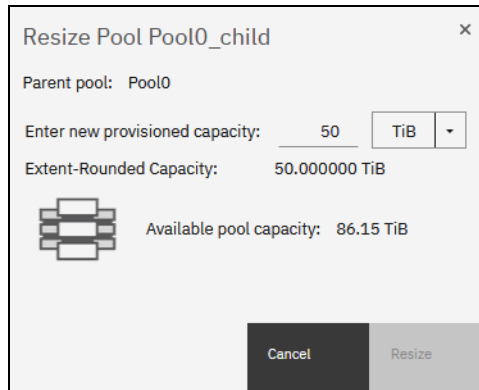 Resize Pool Pool0_child
×
Parent pool: Pool0
Enter new provisioned capacity: 50 TiB
Extent-Rounded Capacity: 50.000000 TiB
Available pool capacity: 86.15 TiB
Cancel Resize